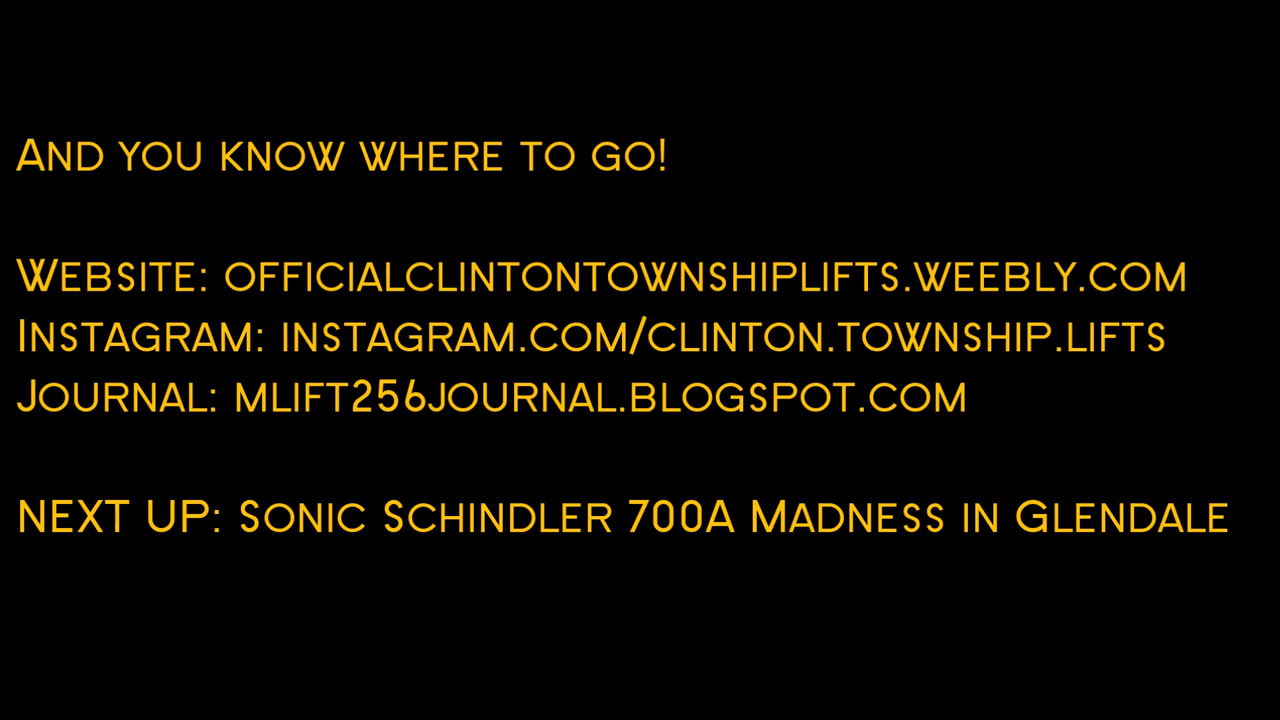 And you know where to go!
Website: officialclintontownshiplifts.weebly.com
Instagram: instagram.com/clinton.township.lifts
Journal: mlift256journal.blogspot.com
NEXT UP: Sonic Schindler 700A Madness in Glendale